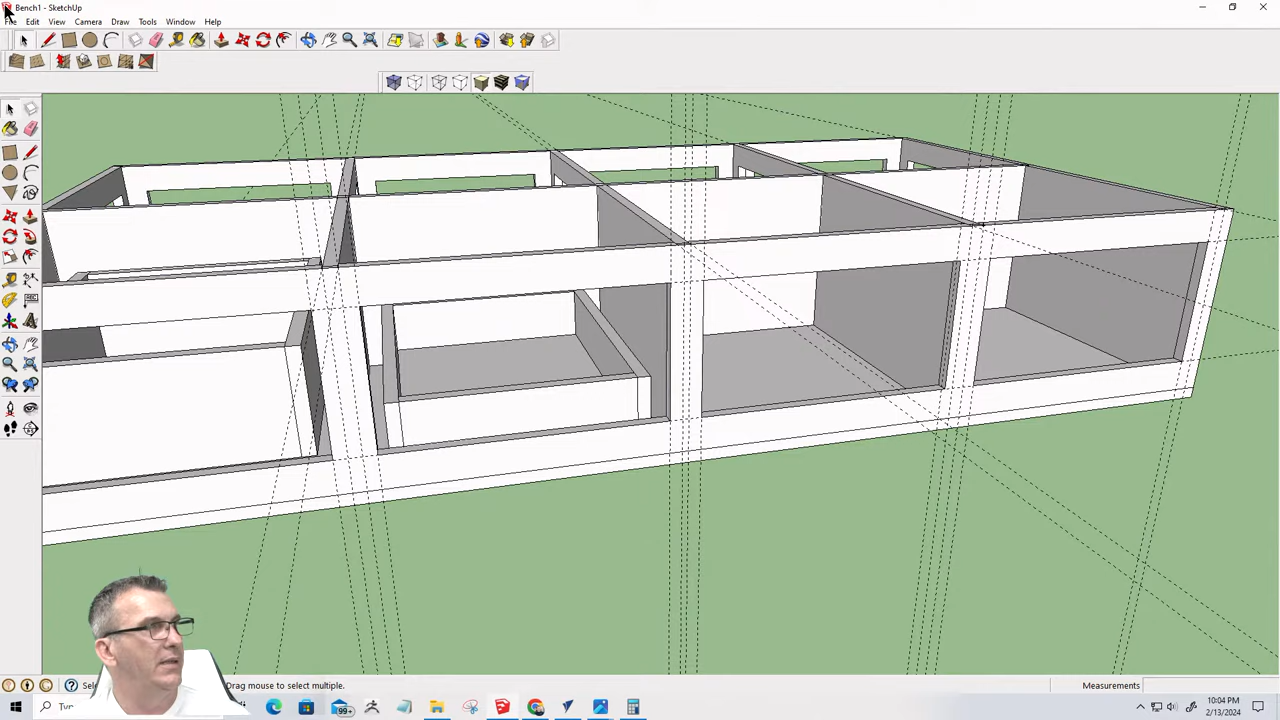 Bench1 - SketchUp
File Edit View Camera Draw Tools Window Help
Drag mouse to select multiple.
Measurements
99+
10:04 PM
2/13/2024